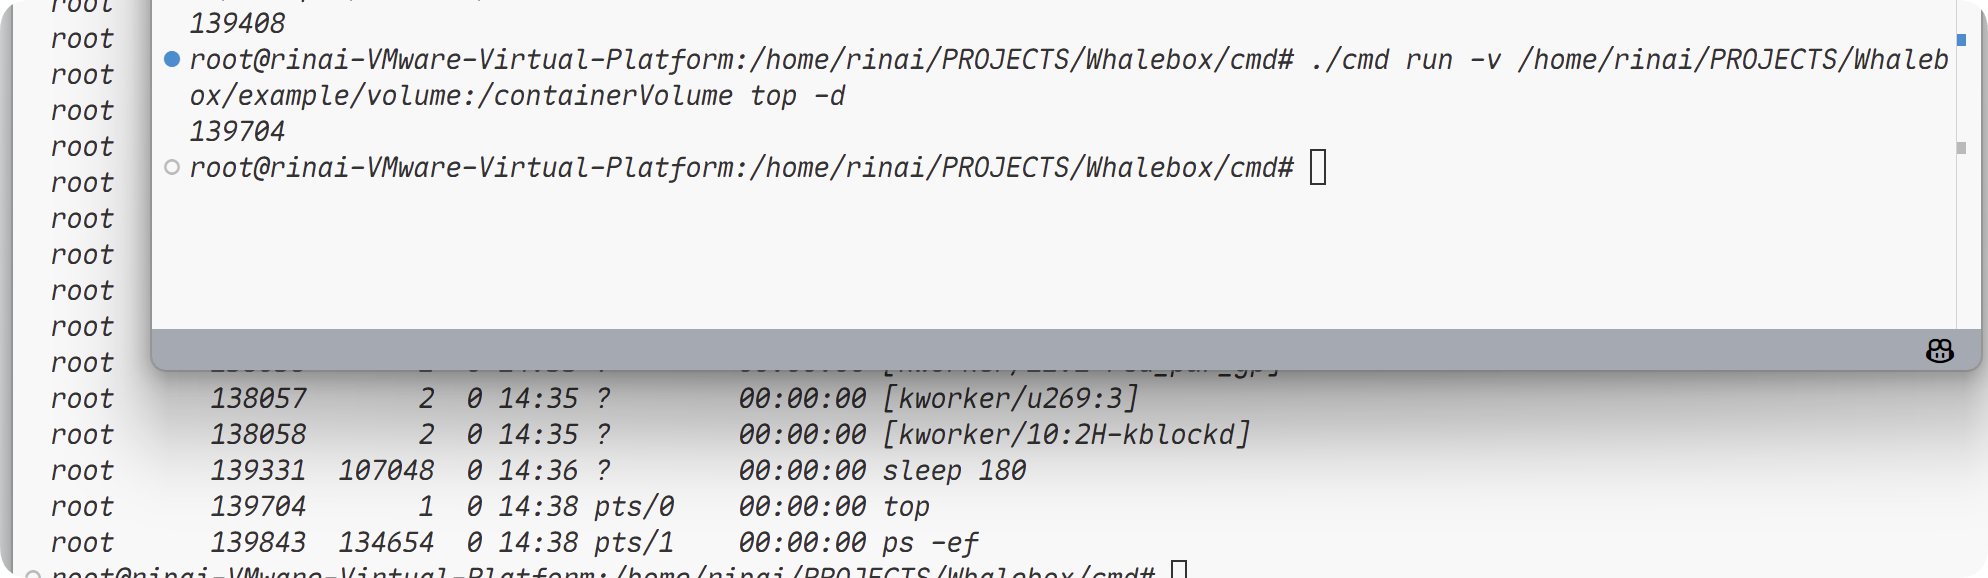 139408
root@rinai-VMware-Virtual-Platform:/home/rinai/PROJECTS/Whalebox/cmd# ./cmd run -v /home/rinai/PROJECTS/Whaleb
ox/example/volume:/containerVolume top -d
139704
root@rinai-VMware-Virtual-Platform:/home/rinai/PROJECTS/Whalebox/cmd#
root
root
root
root
root
root
root
root
root
root
root
root 138057 2 0 14:35 ? 00:00:00 [kworker/u269:3]
root 138058 2 0 14:35 ? 00:00:00 [kworker/10:2H-kblockd]
root 139331 107048 0 14:36 ? 00:00:00 sleep 180
root 139704 1 0 14:38 pts/0 00:00:00 top
root 139843 134654 0 14:38 pts/1 00:00:00 ps -ef
root@rinai-VMware-Virtual-Platform:/home/rinai/PROJECTS/Whalebox/cmd#